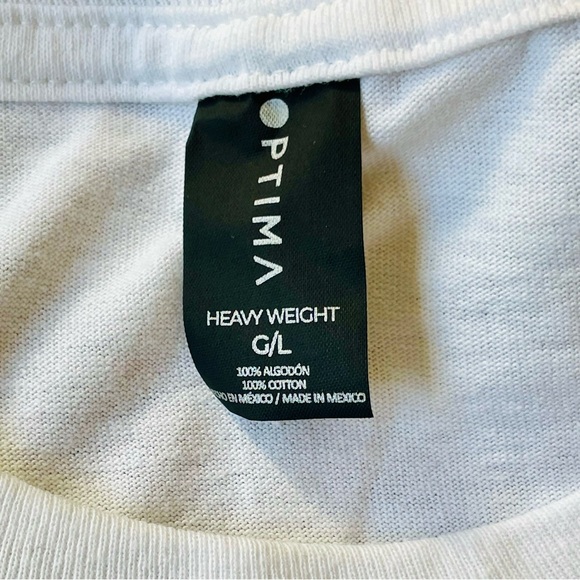 OPTIMA
HEAVY WEIGHT
G/L
100% ALGODÓN
100% COTTON
EN MÉXICO / MADE IN MEXICO